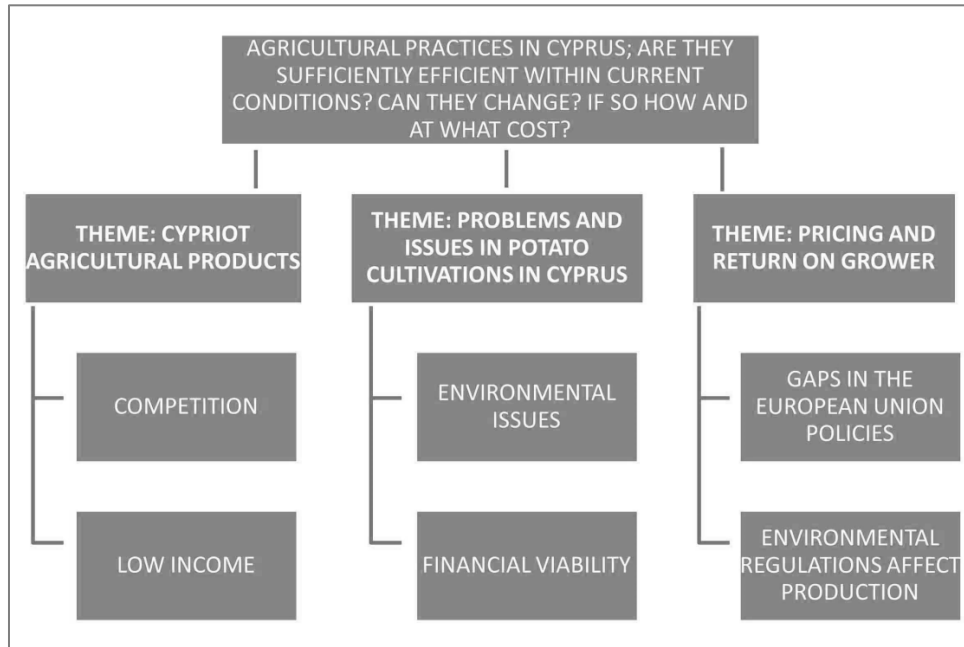 AGRICULTURAL PRACTICES IN CYPRUS; ARE THEY
SUFFICIENTLY EFFICIENT WITHIN CURRENT
CONDITIONS? CAN THEY CHANGE? IF SO HOW AND
AT WHAT COST?
THEME: CYPRIOT
AGRICULTURAL PRODUCTS
COMPETITION
LOW INCOME
THEME: PROBLEMS AND
ISSUES IN POTATO
CULTIVATIONS IN CYPRUS
ENVIRONMENTAL
ISSUES
FINANCIAL VIABILITY
THEME: PRICING AND
RETURN ON GROWER
GAPS IN THE
EUROPEAN UNION
POLICIES
ENVIRONMENTAL
REGULATIONS AFFECT
PRODUCTION